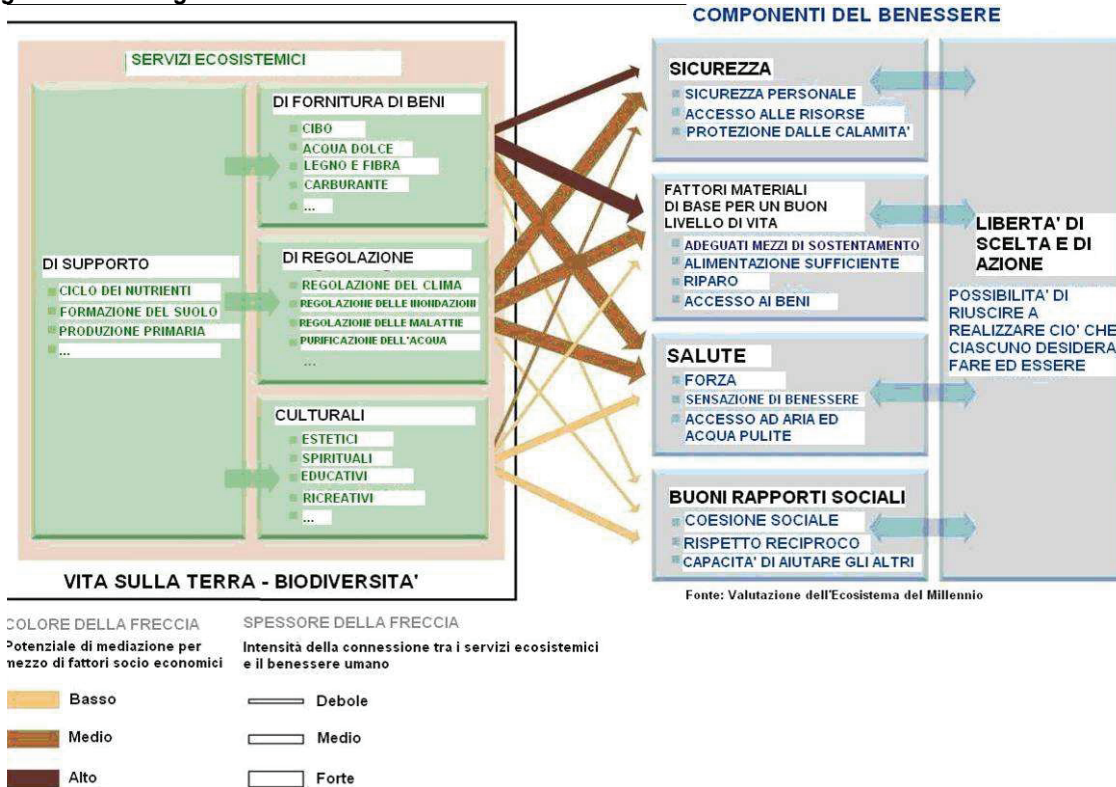 COMPONENTI DEL BENESSERE
SERVIZI ECOSISTEMICI
DI SUPPORTO
CICLO DEI NUTRIENTI
FORMAZIONE DEL SUOLO
PRODUZIONE PRIMARIA
...
DI FORNITURA DI BENI
CIBO
ACQUA DOLCE
LEGNO E FIBRA
CARBURANTE
...
DI REGOLAZIONE
REGOLAZIONE DEL CLIMA
REGOLAZIONE DELLE INONDAZIONI
REGOLAZIONE DELLE MALATTIE
PURIFICAZIONE DELL'ACQUA
...
CULTURALI
ESTETICI
SPIRITUALI
EDUCATIVI
RICREATIVI
...
VITA SULLA TERRA - BIODIVERSITA'
SICUREZZA
SICUREZZA PERSONALE
ACCESSO ALLE RISORSE
PROTEZIONE DALLE CALAMITA'
FATTORI MATERIALI
DI BASE PER UN BUON
LIVELLO DI VITA
ADEGUATI MEZZI DI SOSTENTAMENTO
ALIMENTAZIONE SUFFICIENTE
RIPARO
ACCESSO AI BENI
SALUTE
FORZA
SENSAZIONE DI BENESSERE
ACCESSO AD ARIA ED
ACQUA PULITE
BUONI RAPPORTI SOCIALI
COESIONE SOCIALE
RISPETTO RECIPROCO
CAPACITA' DI AIUTARE GLI ALTRI
LIBERTA' DI
SCELTA E DI
AZIONE
POSSIBILITA' DI
RIUSCIRE A
REALIZZARE CIO' CHE
CIASCUNO DESIDERA
FARE ED ESSERE
Fonte: Valutazione dell'Ecosistema del Millennio
COLORE DELLA FRECCIA
Potenziale di mediazione per
mezzo di fattori socio economici
Basso
Medio
Alto
SPESSORE DELLA FRECCIA
Intensità della connessione tra i servizi ecosistemici
e il benessere umano
Debole
Medio
Forte